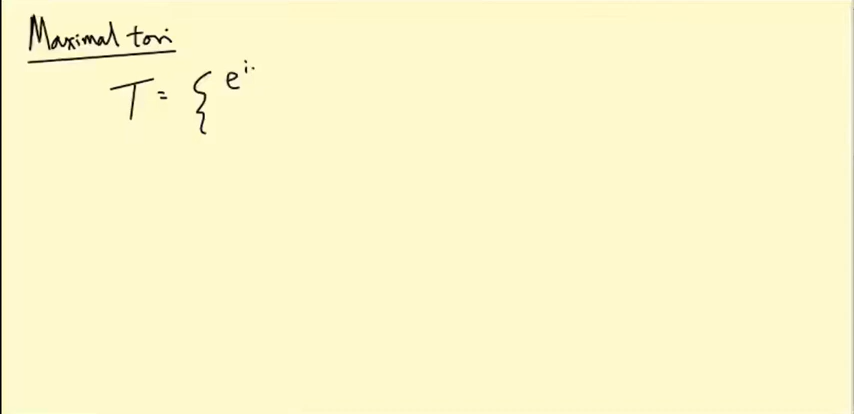 Maximal tori
T = { e^i